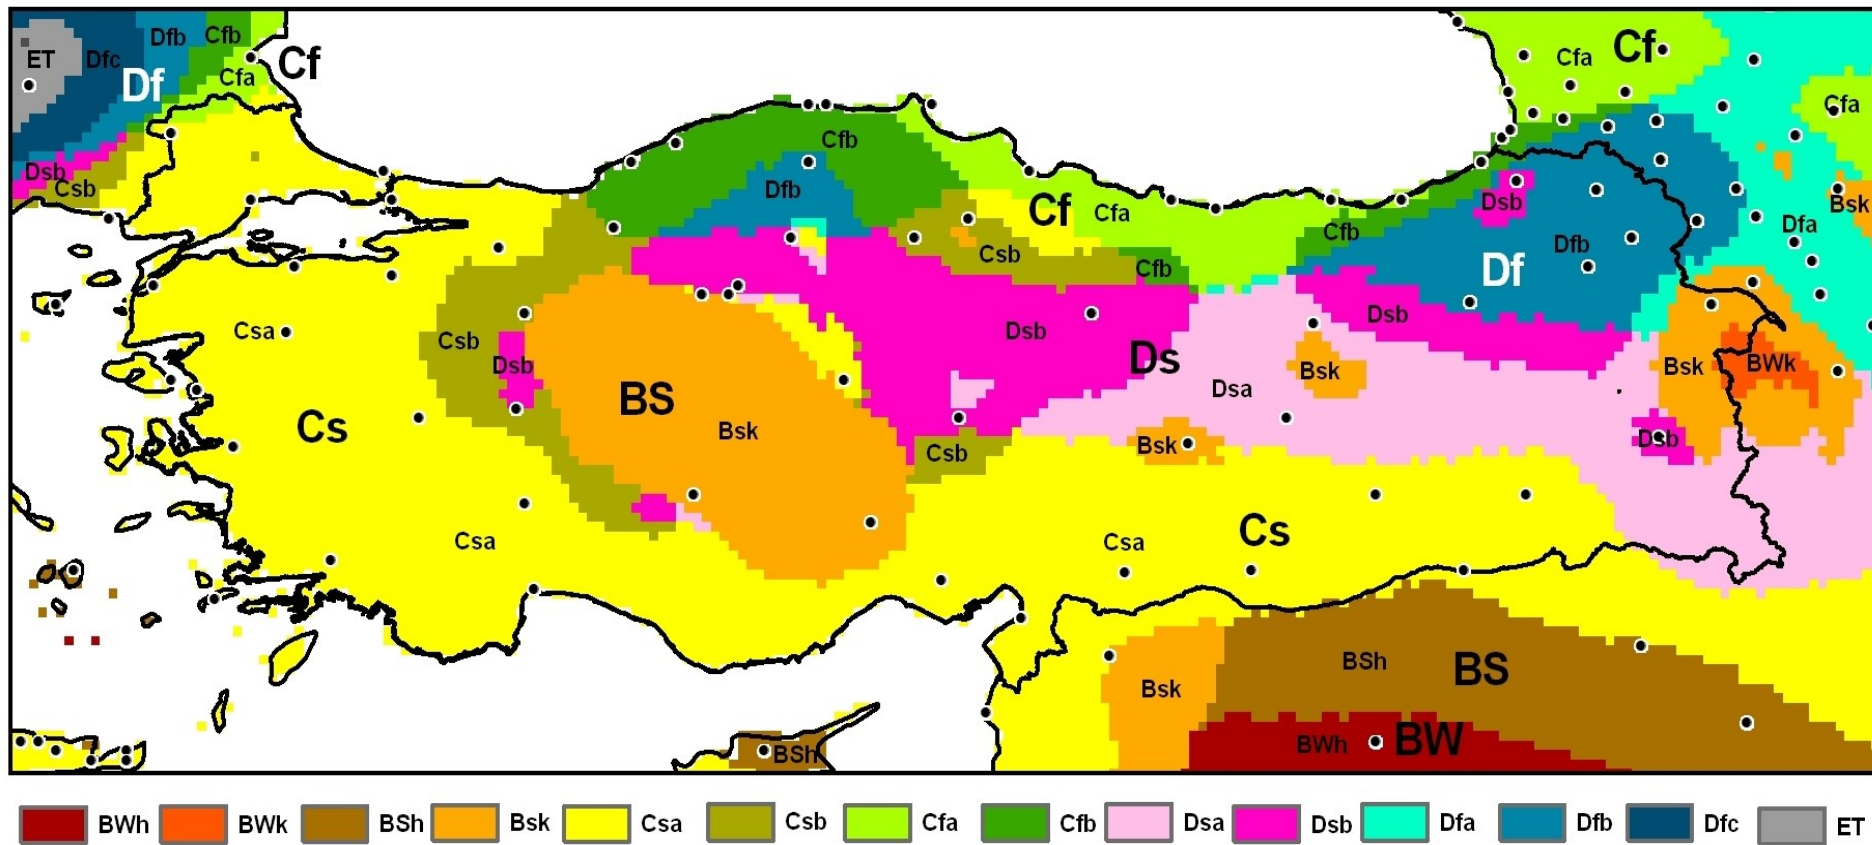 ET
Dfc
Dfb
Cfb
Df
Cfa
Cf
Dsb
Csb
Cfb
Dfb
Cf
Cfa
Csb
Cfb
Cfa
Cf
Cfa
Dsb
Cfb
Dfb
Df
Bsk
Dfa
Csa
Csb
Dsb
BS
Bsk
Cs
Csa
Dsb
Ds
Dsa
Csb
Bsk
Bsk
Dsb
Bsk
BWk
Dsb
Csa
Cs
BSh
Bsk
BSh
BS
BWh
BW
BWh BWk BSh Bsk Csa Csb Cfa Cfb Dsa Dsb Dfa Dfb Dfc ET